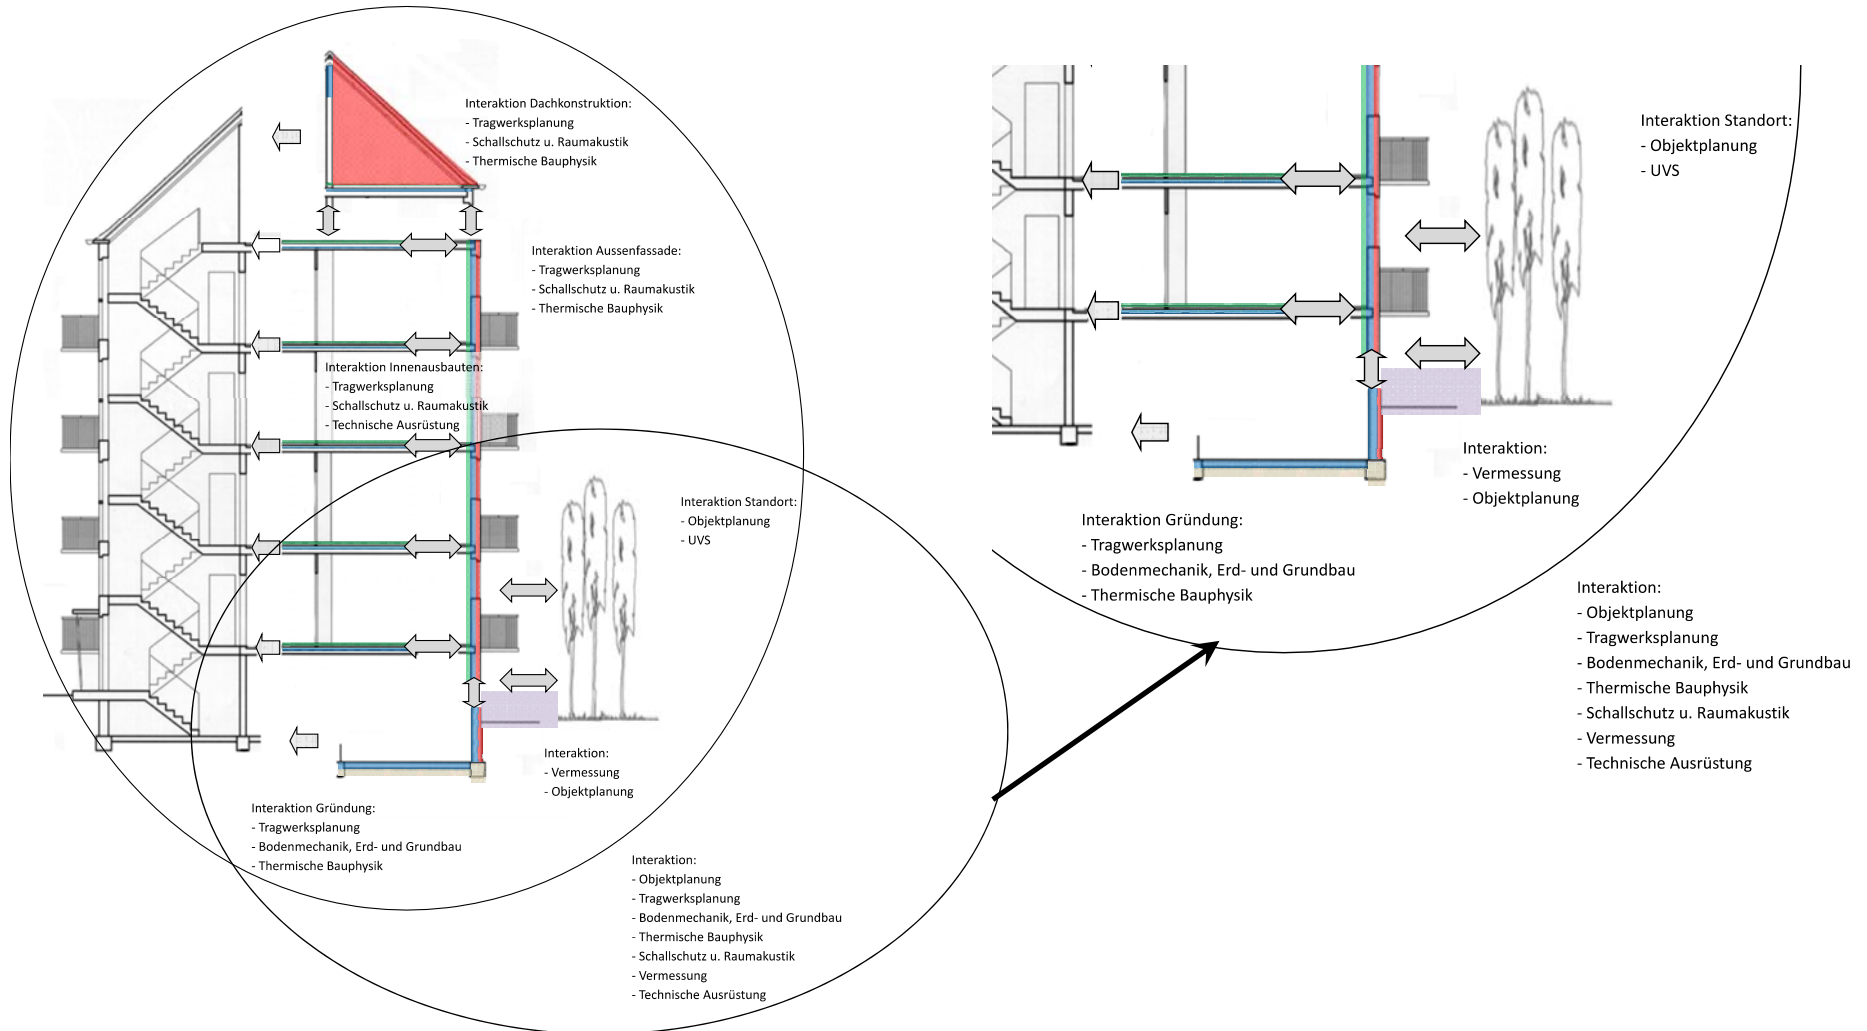 Interaktion Dachkonstruktion:
- Tragwerksplanung
- Schallschutz u. Raumakustik
- Thermische Bauphysik
Interaktion Aussenfassade:
- Tragwerksplanung
- Schallschutz u. Raumakustik
- Thermische Bauphysik
Interaktion Innenausbauten:
- Tragwerksplanung
- Schallschutz u. Raumakustik
- Technische Ausrüstung
Interaktion Standort:
- Objektplanung
- UVS
Interaktion:
- Vermessung
- Objektplanung
Interaktion Gründung:
- Tragwerksplanung
- Bodenmechanik, Erd- und Grundbau
- Thermische Bauphysik
Interaktion:
- Objektplanung
- Tragwerksplanung
- Bodenmechanik, Erd- und Grundbau
- Thermische Bauphysik
- Schallschutz u. Raumakustik
- Vermessung
- Technische Ausrüstung
Interaktion Standort:
- Objektplanung
- UVS
Interaktion:
- Vermessung
- Objektplanung
Interaktion Gründung:
- Tragwerksplanung
- Bodenmechanik, Erd- und Grundbau
- Thermische Bauphysik
Interaktion:
- Objektplanung
- Tragwerksplanung
- Bodenmechanik, Erd- und Grundbau
- Thermische Bauphysik
- Schallschutz u. Raumakustik
- Vermessung
- Technische Ausrüstung